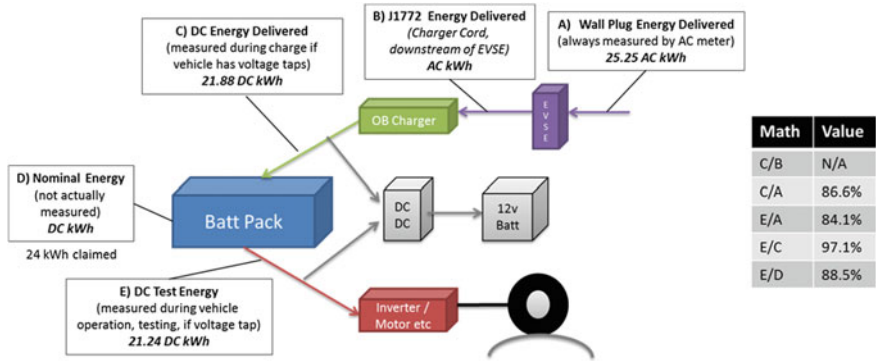 C) DC Energy Delivered
(measured during charge if
vehicle has voltage taps)
21.88 DC kWh
B) J1772 Energy Delivered
(Charger Cord,
downstream of EVSE)
AC kWh
A) Wall Plug Energy Delivered
(always measured by AC meter)
25.25 AC kWh
OB Charger
E
V
S
E
D) Nominal Energy
(not actually
measured)
DC kWh
24 kWh claimed
Batt Pack
DC
DC
12v
Batt
E) DC Test Energy
(measured during vehicle
operation, testing, if voltage tap)
21.24 DC kWh
Inverter /
Motor etc
Math Value
C/B N/A
C/A 86.6%
E/A 84.1%
E/C 97.1%
E/D 88.5%